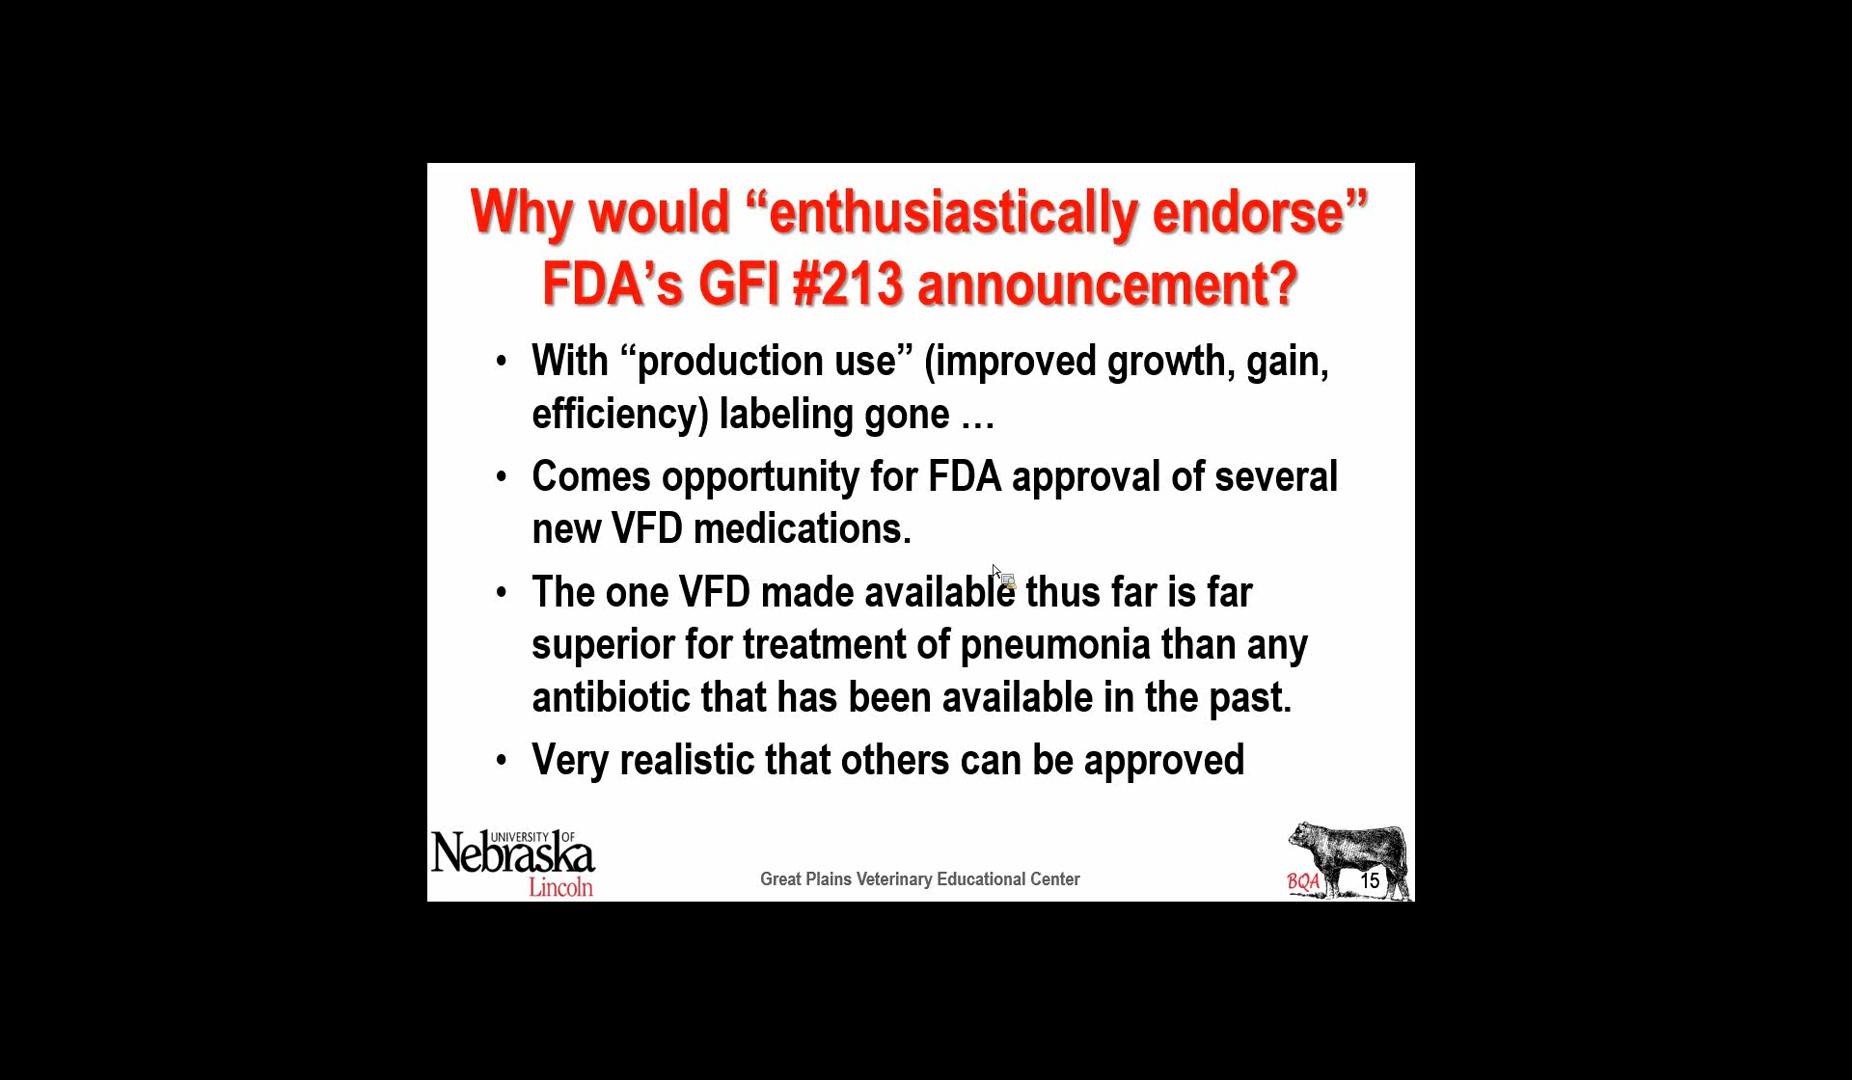 Why would “enthusiastically endorse”
FDA’s GFI #213 announcement?
• With “production use” (improved growth, gain,
efficiency) labeling gone …
• Comes opportunity for FDA approval of several
new VFD medications.
• The one VFD made available thus far is far
superior for treatment of pneumonia than any
antibiotic that has been available in the past.
• Very realistic that others can be approved
UNIVERSITY OF
Nebraska
Lincoln
Great Plains Veterinary Educational Center
BQA
15